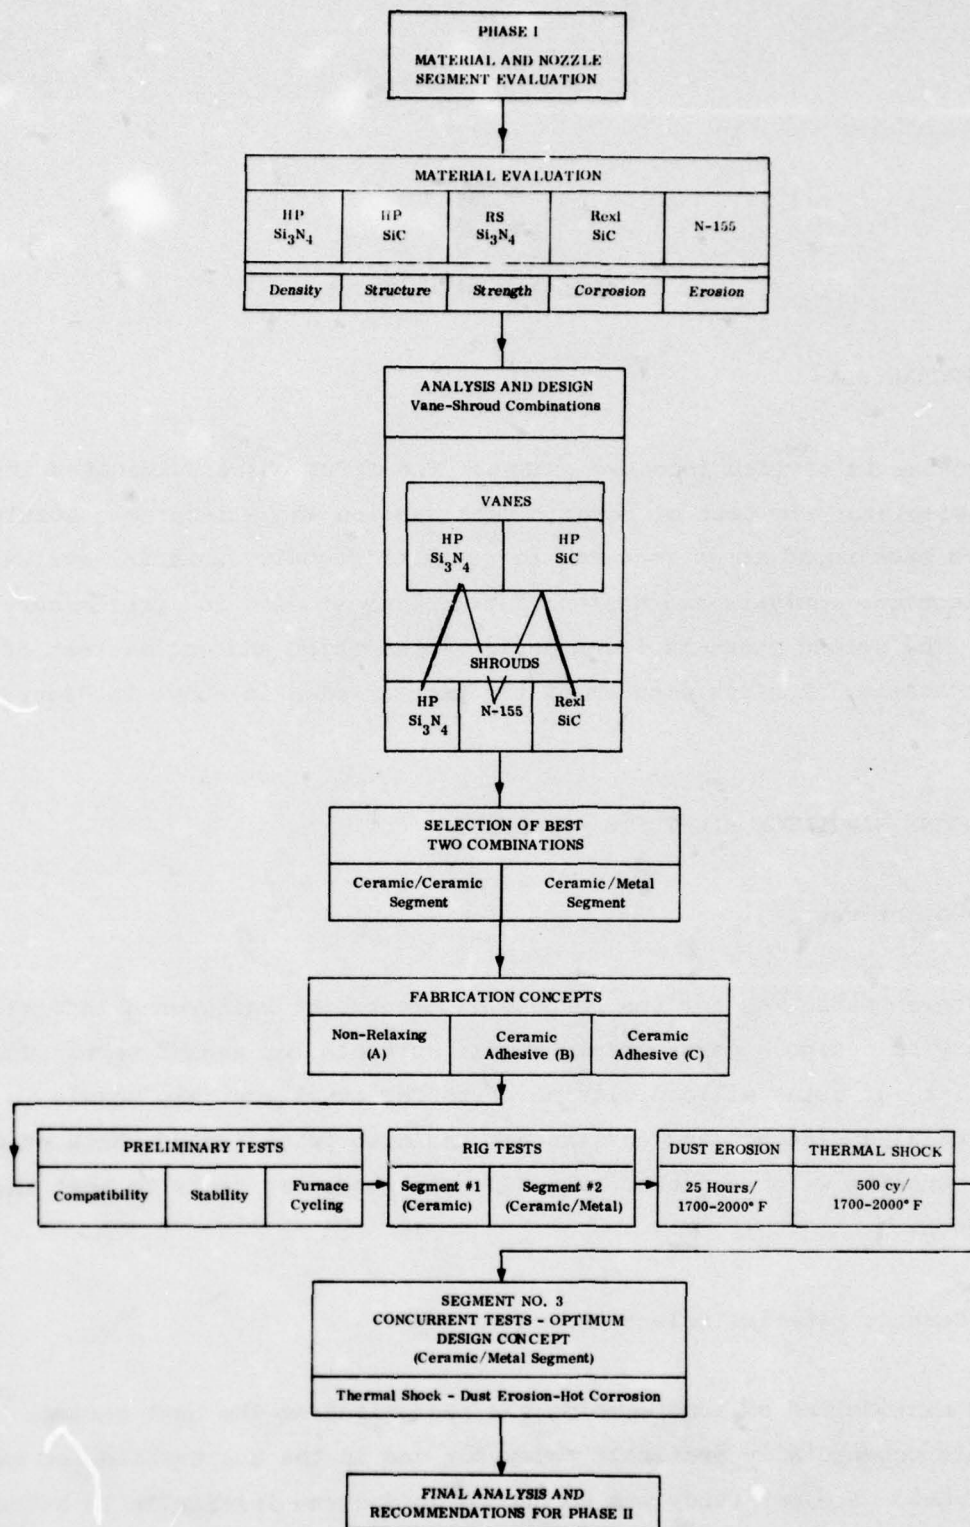 PHASE I
MATERIAL AND NOZZLE
SEGMENT EVALUATION
MATERIAL EVALUATION
HP
Si3N4
HP
SiC
RS
Si3N4
Rexl
SiC
N-155
Density
Structure
Strength
Corrosion
Erosion
ANALYSIS AND DESIGN
Vane-Shroud Combinations
VANES
HP
Si3N4
HP
SiC
SHROUDS
HP
Si3N4
N-155
Rexl
SiC
SELECTION OF BEST
TWO COMBINATIONS
Ceramic/Ceramic
Segment
Ceramic/Metal
Segment
FABRICATION CONCEPTS
Non-Relaxing
(A)
Ceramic
Adhesive (B)
Ceramic
Adhesive (C)
PRELIMINARY TESTS
Compatibility
Stability
Furnace
Cycling
RIG TESTS
Segment #1
(Ceramic)
Segment #2
(Ceramic/Metal)
DUST EROSION
25 Hours/
1700-2000° F
THERMAL SHOCK
500 cy/
1700-2000° F
SEGMENT NO. 3
CONCURRENT TESTS - OPTIMUM
DESIGN CONCEPT
(Ceramic/Metal Segment)
Thermal Shock - Dust Erosion-Hot Corrosion
FINAL ANALYSIS AND
RECOMMENDATIONS FOR PHASE II